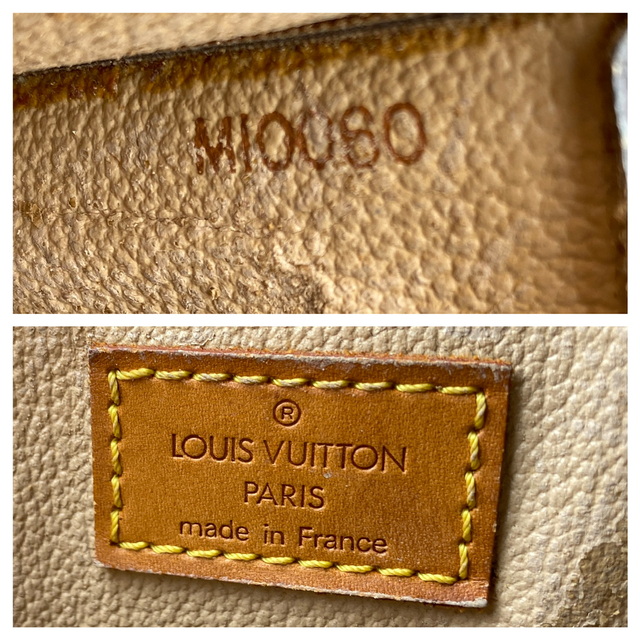 MI0060
®
LOUIS VUITTON
PARIS
made in France